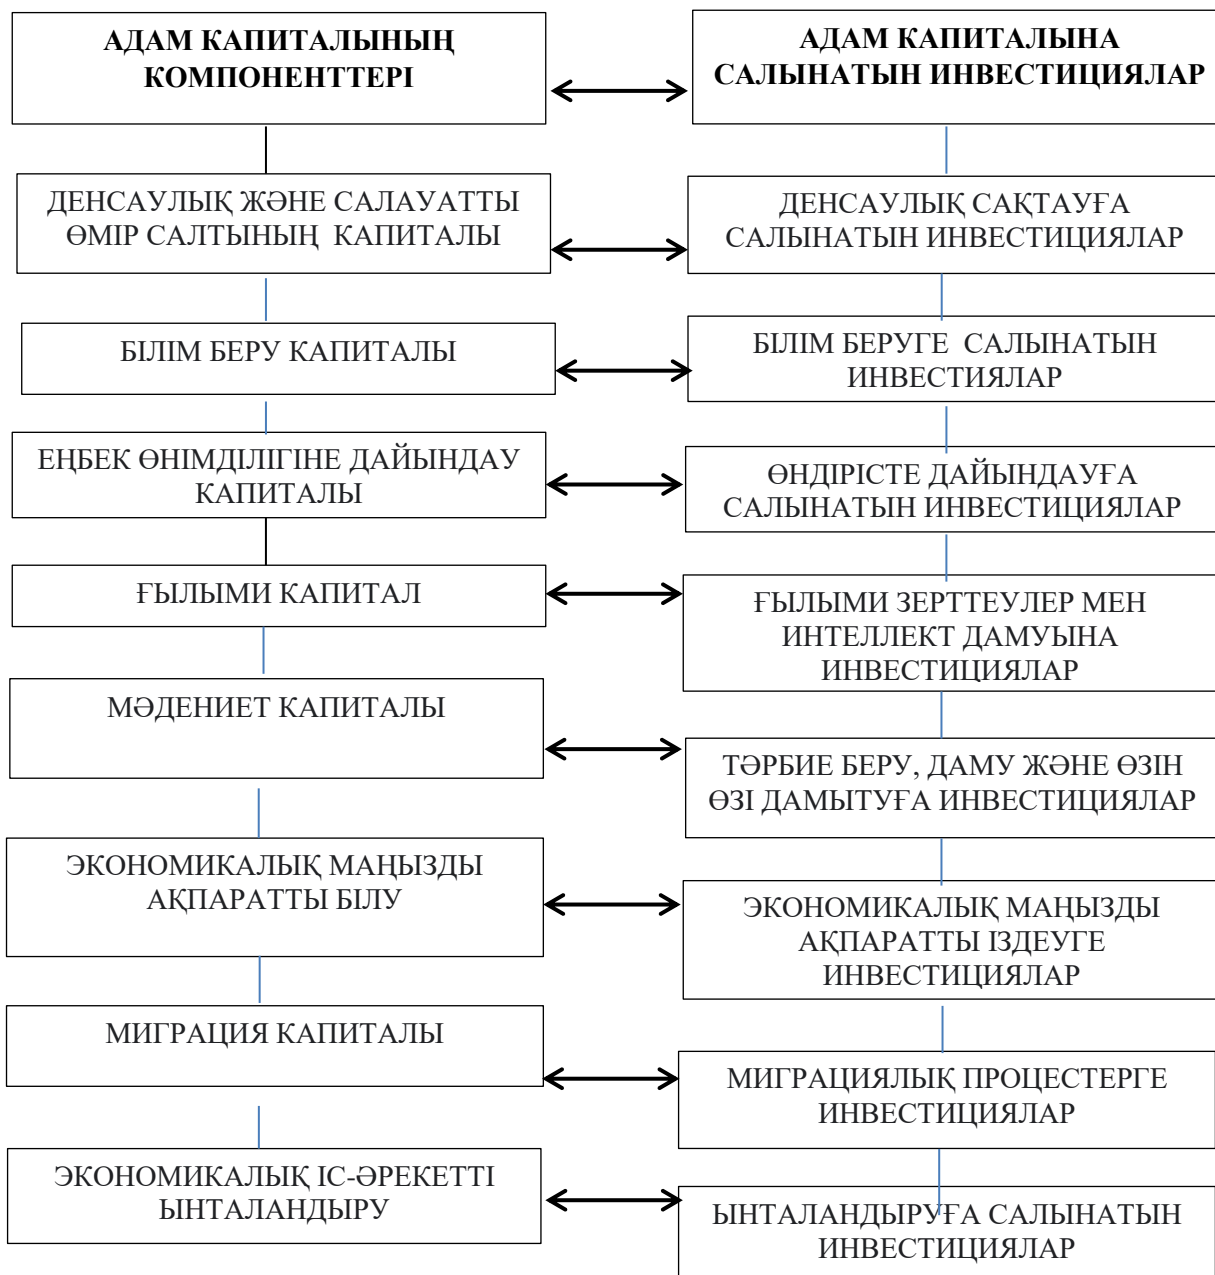 АДАМ КАПИТАЛЫНЫҢ
КОМПОНЕНТТЕРІ
АДАМ КАПИТАЛЫНА
САЛЫНАТЫН ИНВЕСТИЦИЯЛАР
ДЕНСАУЛЫҚ ЖӘНЕ САЛАУАТТЫ
ӨМІР САЛТЫНЫҢ КАПИТАЛЫ
ДЕНСАУЛЫҚ САҚТАУҒА
САЛЫНАТЫН ИНВЕСТИЦИЯЛАР
БІЛІМ БЕРУ КАПИТАЛЫ
БІЛІМ БЕРУГЕ САЛЫНАТЫН
ИНВЕСТИЯЛАР
ЕҢБЕК ӨНІМДІЛІГІНЕ ДАЙЫНДАУ
КАПИТАЛЫ
ӨНДІРІСТЕ ДАЙЫНДАУҒА
САЛЫНАТЫН ИНВЕСТИЦИЯЛАР
ҒЫЛЫМИ КАПИТАЛ
ҒЫЛЫМИ ЗЕРТТЕУЛЕР МЕН
ИНТЕЛЛЕКТ ДАМУЫНА
ИНВЕСТИЦИЯЛАР
МӘДЕНИЕТ КАПИТАЛЫ
ТӘРБИЕ БЕРУ, ДАМУ ЖӘНЕ ӨЗІН
ӨЗІ ДАМЫТУҒА ИНВЕСТИЦИЯЛАР
ЭКОНОМИКАЛЫҚ МАҢЫЗДЫ
АҚПАРАТТЫ БІЛУ
ЭКОНОМИКАЛЫҚ МАҢЫЗДЫ
АҚПАРАТТЫ ІЗДЕУГЕ
ИНВЕСТИЦИЯЛАР
МИГРАЦИЯ КАПИТАЛЫ
МИГРАЦИЯЛЫҚ ПРОЦЕСТЕРГЕ
ИНВЕСТИЦИЯЛАР
ЭКОНОМИКАЛЫҚ ІС-ӘРЕКЕТТІ
ЫНТАЛАНДЫРУ
ЫНТАЛАНДЫРУҒА САЛЫНАТЫН
ИНВЕСТИЦИЯЛАР